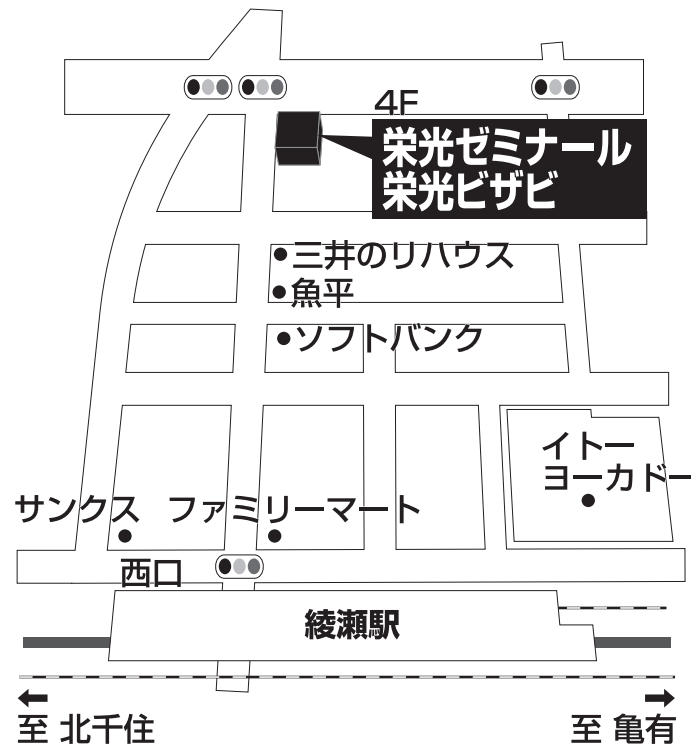 4F
栄光ゼミナール
栄光ビザビ
三井のリハウス
魚平
ソフトバンク
イトー
ヨーカドー
サンクス
ファミリーマート
西口
綾瀬駅
至 北千住
至 亀有